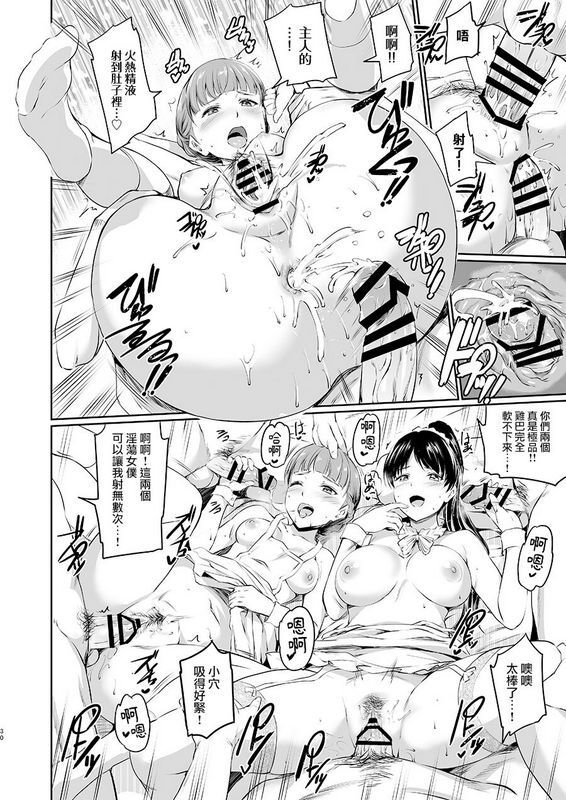 唔
啊啊!!
主人的
…!
火熱精液
射到肚子裡…♡
射了!
你們兩個
真是極品!!
雞巴完全
軟不下來…!
啊嗯
哈啊
啊啊!這兩個
淫蕩女僕
可以讓我射無數次…!
啊嗯
嗯啊
噢噢
太棒了…!
小穴
吸得好緊!
啊嗯
30